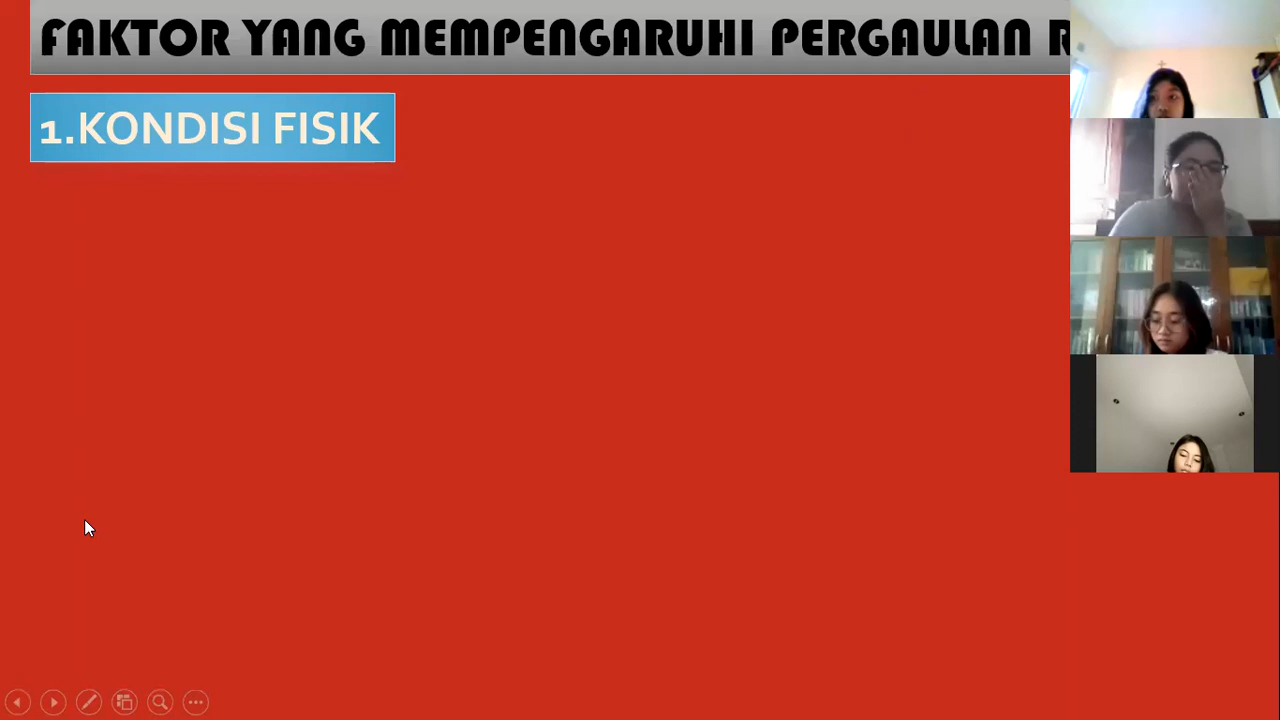 FAKTOR YANG MEMPENGARUHI PERGAULAN
1.KONDISI FISIK